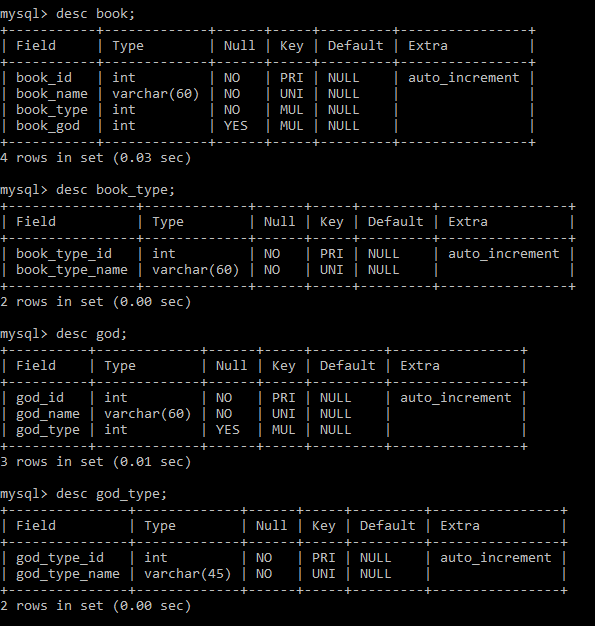 mysql> desc book;
+-----------+-------------+------+-----+---------+----------------+
| Field     | Type        | Null | Key | Default | Extra          |
+-----------+-------------+------+-----+---------+----------------+
| book_id   | int         | NO   | PRI | NULL    | auto_increment |
| book_name | varchar(60) | NO   | UNI | NULL    |                |
| book_type | int         | NO   | MUL | NULL    |                |
| book_god  | int         | YES  | MUL | NULL    |                |
+-----------+-------------+------+-----+---------+----------------+
4 rows in set (0.03 sec)
mysql> desc book_type;
+----------------+-------------+------+-----+---------+----------------+
| Field          | Type        | Null | Key | Default | Extra          |
+----------------+-------------+------+-----+---------+----------------+
| book_type_id   | int         | NO   | PRI | NULL    | auto_increment |
| book_type_name | varchar(60) | NO   | UNI | NULL    |                |
+----------------+-------------+------+-----+---------+----------------+
2 rows in set (0.00 sec)
mysql> desc god;
+----------+-------------+------+-----+---------+----------------+
| Field    | Type        | Null | Key | Default | Extra          |
+----------+-------------+------+-----+---------+----------------+
| god_id   | int         | NO   | PRI | NULL    | auto_increment |
| god_name | varchar(60) | NO   | UNI | NULL    |                |
| god_type | int         | YES  | MUL | NULL    |                |
+----------+-------------+------+-----+---------+----------------+
3 rows in set (0.01 sec)
mysql> desc god_type;
+---------------+-------------+------+-----+---------+----------------+
| Field         | Type        | Null | Key | Default | Extra          |
+---------------+-------------+------+-----+---------+----------------+
| god_type_id   | int         | NO   | PRI | NULL    | auto_increment |
| god_type_name | varchar(45) | NO   | UNI | NULL    |                |
+---------------+-------------+------+-----+---------+----------------+
2 rows in set (0.00 sec)